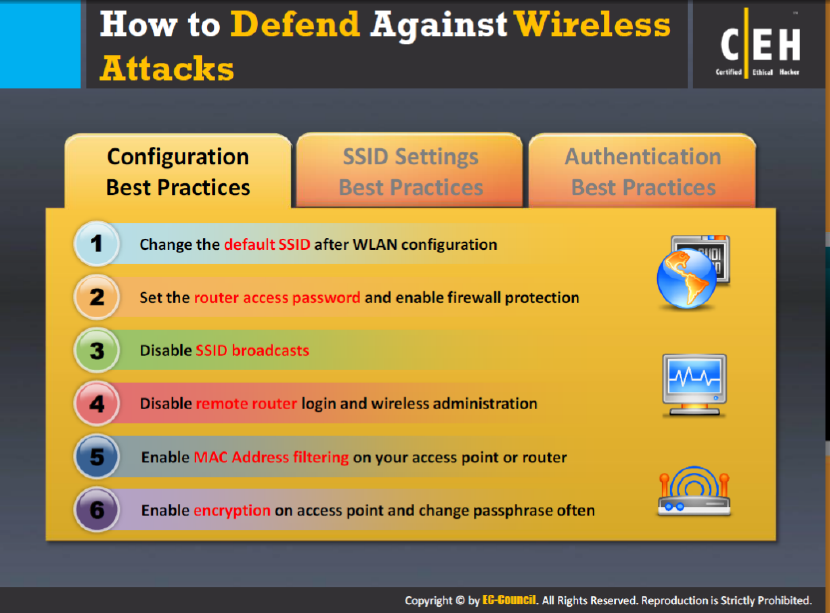 How to Defend Against Wireless
Attacks
CEH
Certified Ethical Hacker
Configuration
Best Practices
SSID Settings
Best Practices
Authentication
Best Practices
1 Change the default SSID after WLAN configuration
2 Set the router access password and enable firewall protection
3 Disable SSID broadcasts
4 Disable remote router login and wireless administration
5 Enable MAC Address filtering on your access point or router
6 Enable encryption on access point and change passphrase often
Copyright © by EC-Council. All Rights Reserved. Reproduction is Strictly Prohibited.